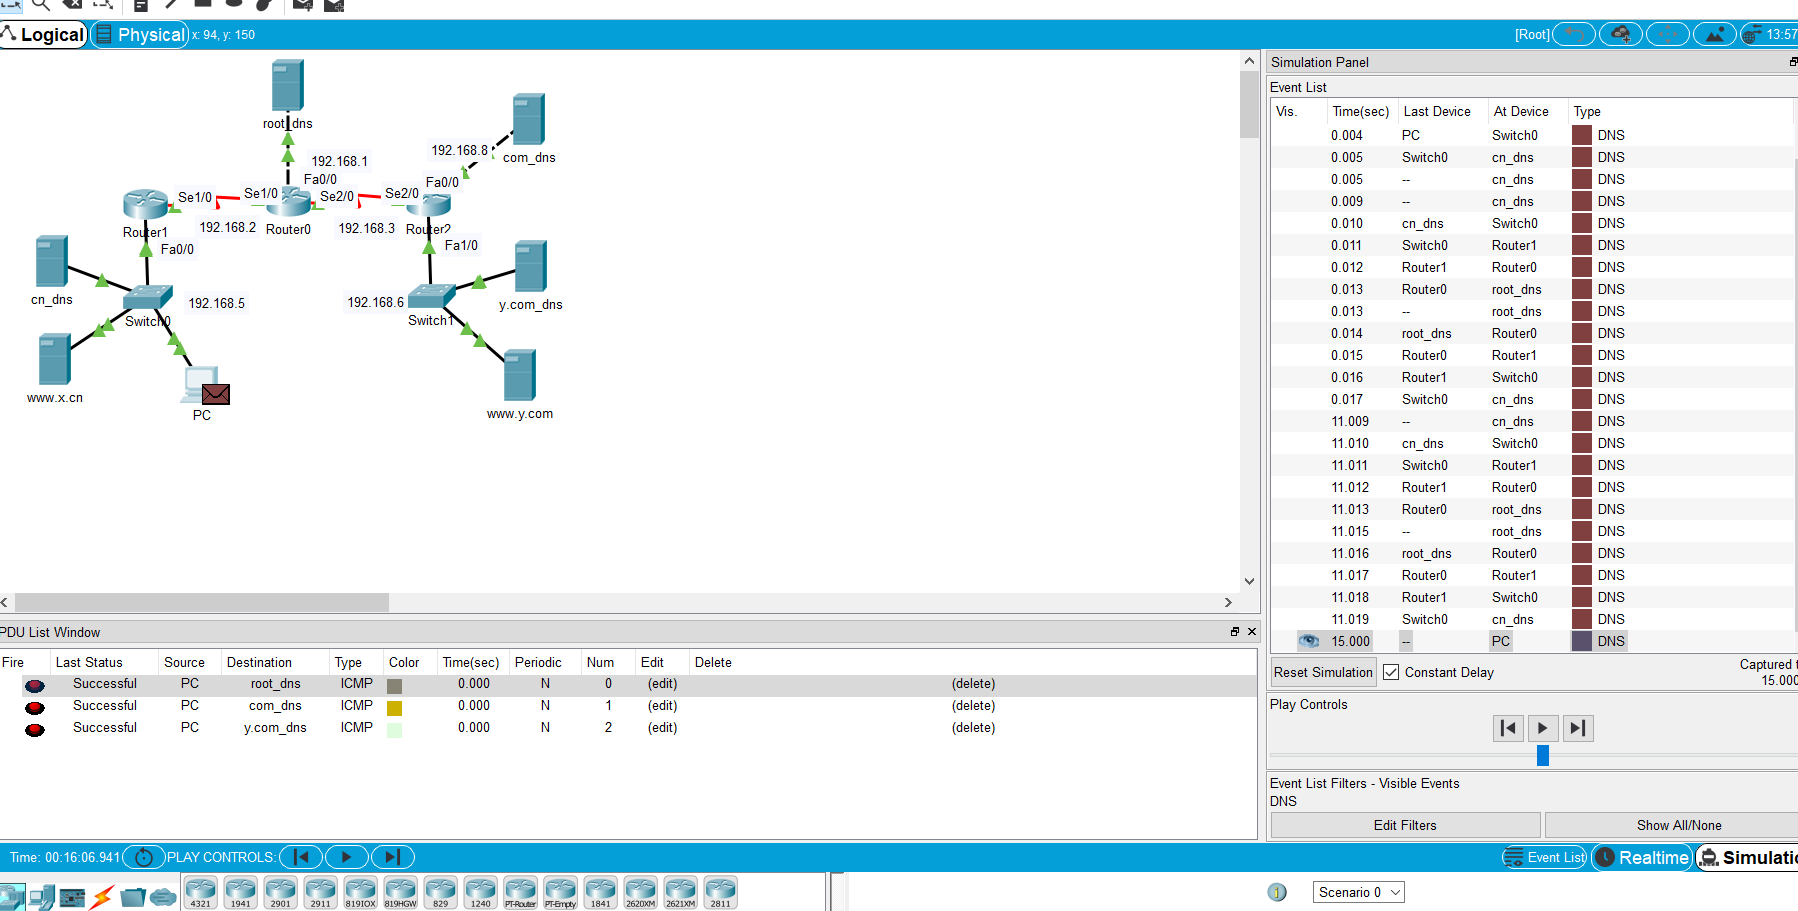 Logical Physical x: 94, y: 150 [Root] 13:57
root_dns
com_dns
192.168.1
192.168.8
Fa0/0
Fa0/0
Se1/0
Se1/0
Se2/0
Se2/0
Router1
192.168.2
Router0
192.168.3
Router2
Fa0/0
Fa1/0
cn_dns
192.168.5
192.168.6
y.com_dns
Switch0
Switch1
www.x.cn
PC
www.y.com
Simulation Panel
Event List
Vis. Time(sec) Last Device At Device Type
0.004 PC Switch0 DNS
0.005 Switch0 cn_dns DNS
0.005 -- cn_dns DNS
0.009 -- cn_dns DNS
0.010 cn_dns Switch0 DNS
0.011 Switch0 Router1 DNS
0.012 Router1 Router0 DNS
0.013 Router0 root_dns DNS
0.013 -- root_dns DNS
0.014 root_dns Router0 DNS
0.015 Router0 Router1 DNS
0.016 Router1 Switch0 DNS
0.017 Switch0 cn_dns DNS
11.009 -- cn_dns DNS
11.010 cn_dns Switch0 DNS
11.011 Switch0 Router1 DNS
11.012 Router1 Router0 DNS
11.013 Router0 root_dns DNS
11.015 -- root_dns DNS
11.016 root_dns Router0 DNS
11.017 Router0 Router1 DNS
11.018 Router1 Switch0 DNS
11.019 Switch0 cn_dns DNS
15.000 -- PC DNS
Reset Simulation Constant Delay Captured t
15.000
Play Controls
Event List Filters - Visible Events
DNS
Edit Filters Show All/None
PDU List Window
Fire Last Status Source Destination Type Color Time(sec) Periodic Num Edit Delete
Successful PC root_dns ICMP 0.000 N 0 (edit) (delete)
Successful PC com_dns ICMP 0.000 N 1 (edit) (delete)
Successful PC y.com_dns ICMP 0.000 N 2 (edit) (delete)
Time: 00:16:06.941 PLAY CONTROLS: Event List Realtime Simulatio
4321 1941 2901 2911 819IOX 819HGW 829 1240 PT-Router PT-Empty 1841 2620XM 2621XM 2811
1 Scenario 0